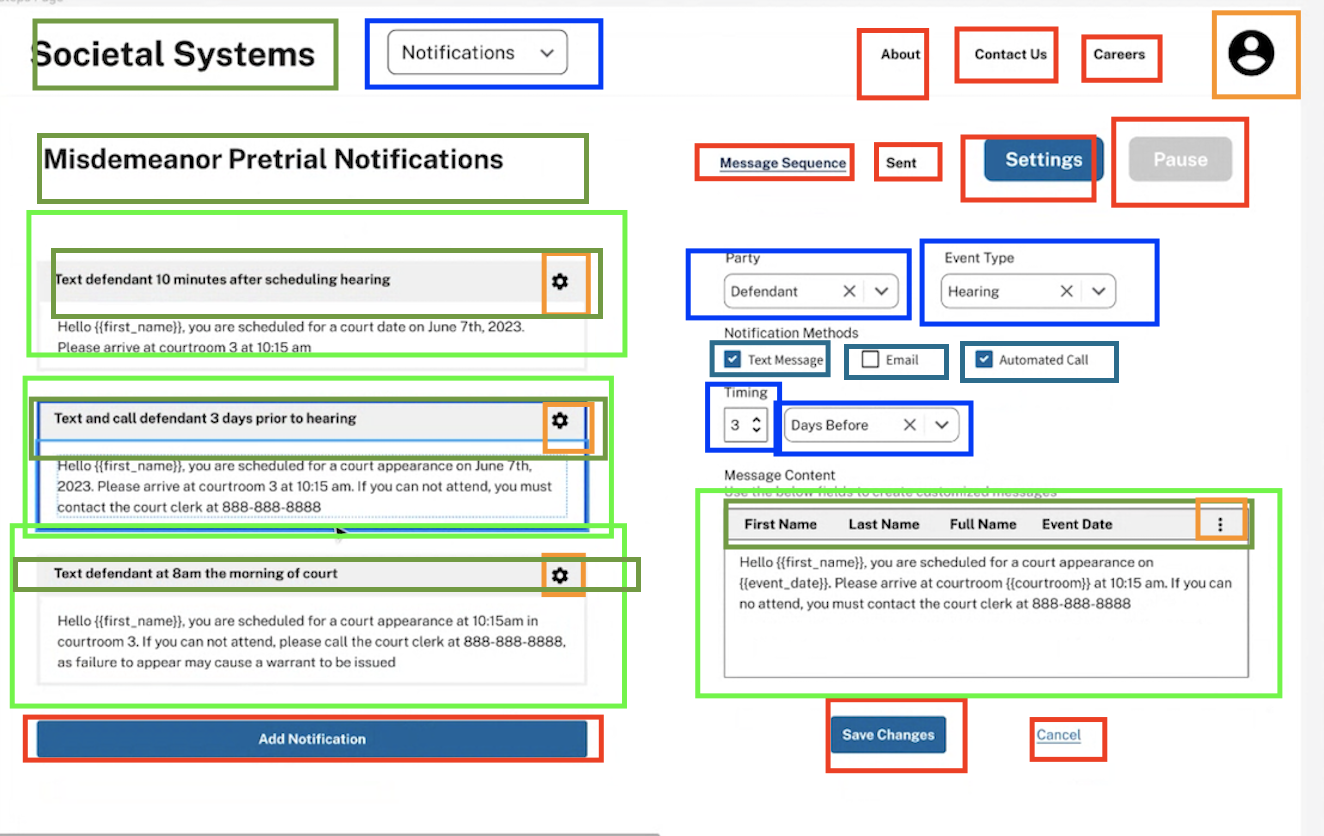 Societal Systems
Notifications
About
Contact Us
Careers
Misdemeanor Pretrial Notifications
Message Sequence
Sent
Settings
Pause
Text defendant 10 minutes after scheduling hearing
Hello {{first_name}}, you are scheduled for a court date on June 7th, 2023.
Please arrive at courtroom 3 at 10:15 am
Text and call defendant 3 days prior to hearing
Hello {{first_name}}, you are scheduled for a court appearance on June 7th,
2023. Please arrive at courtroom 3 at 10:15 am. If you can not attend, you must
contact the court clerk at 888-888-8888
Text defendant at 8am the morning of court
Hello {{first_name}}, you are scheduled for a court appearance at 10:15am in
courtroom 3. If you can not attend, please call the court clerk at 888-888-8888,
as failure to appear may cause a warrant to be issued
Add Notification
Party
Event Type
Defendant
Hearing
Notification Methods
Text Message
Email
Automated Call
Timing
3
Days Before
Message Content
Use the below fields to create customized messages
First Name
Last Name
Full Name
Event Date
Hello {{first_name}}, you are scheduled for a court appearance on
{{event_date}}. Please arrive at courtroom {{courtroom}} at 10:15 am. If you can
no attend, you must contact the court clerk at 888-888-8888
Save Changes
Cancel